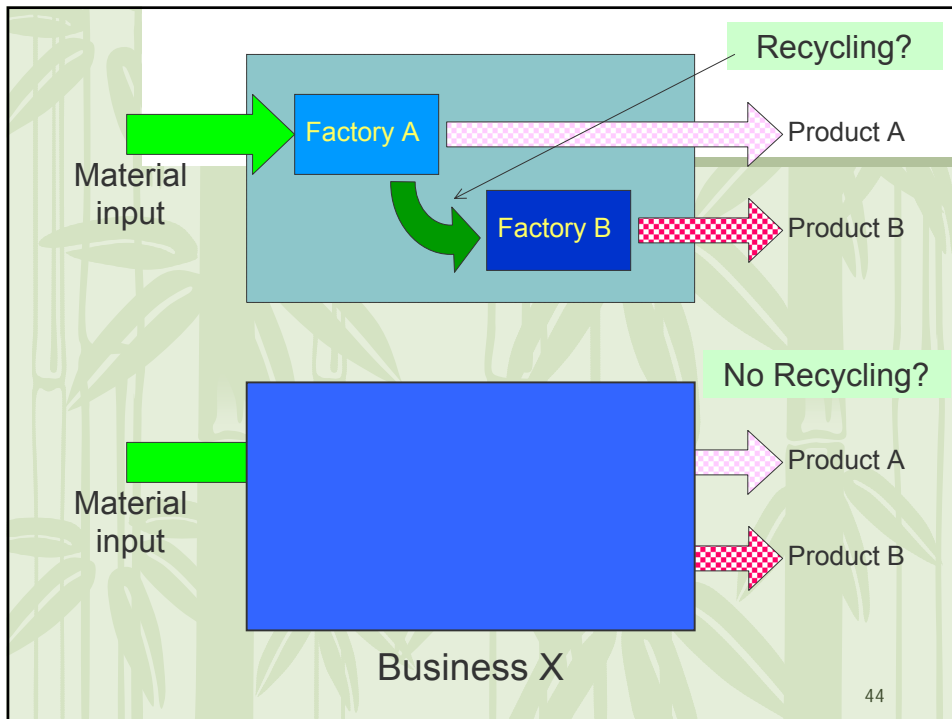 Recycling?
Factory A
Product A
Material
input
Factory B
Product B
No Recycling?
Product A
Material
input
Product B
Business X
44